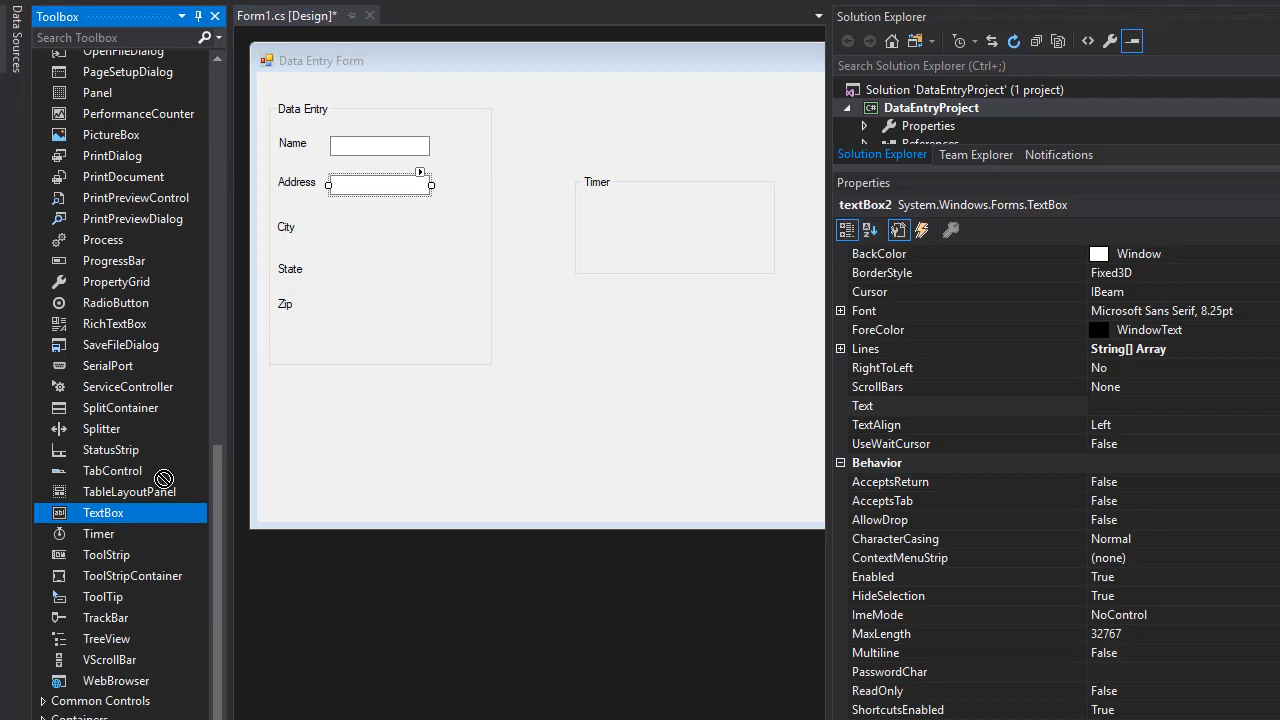 Data Sources
Toolbox
Search Toolbox
OpenFileDialog
PageSetupDialog
Panel
PerformanceCounter
PictureBox
PrintDialog
PrintDocument
PrintPreviewControl
PrintPreviewDialog
Process
ProgressBar
PropertyGrid
RadioButton
RichTextBox
SaveFileDialog
SerialPort
ServiceController
SplitContainer
Splitter
StatusStrip
TabControl
TableLayoutPanel
TextBox
Timer
ToolStrip
ToolStripContainer
ToolTip
TrackBar
TreeView
VScrollBar
WebBrowser
Common Controls
Containers
Form1.cs [Design]*
Data Entry Form
Data Entry
Name
Address
City
State
Zip
Timer
Solution Explorer
Search Solution Explorer (Ctrl+;)
Solution 'DataEntryProject' (1 project)
C# DataEntryProject
Properties
References
Solution Explorer Team Explorer Notifications
Properties
textBox2 System.Windows.Forms.TextBox
BackColor Window
BorderStyle Fixed3D
Cursor IBeam
Font Microsoft Sans Serif, 8.25pt
ForeColor WindowText
Lines String[] Array
RightToLeft No
ScrollBars None
Text
TextAlign Left
UseWaitCursor False
Behavior
AcceptsReturn False
AcceptsTab False
AllowDrop False
CharacterCasing Normal
ContextMenuStrip (none)
Enabled True
HideSelection True
ImeMode NoControl
MaxLength 32767
Multiline False
PasswordChar
ReadOnly False
ShortcutsEnabled True